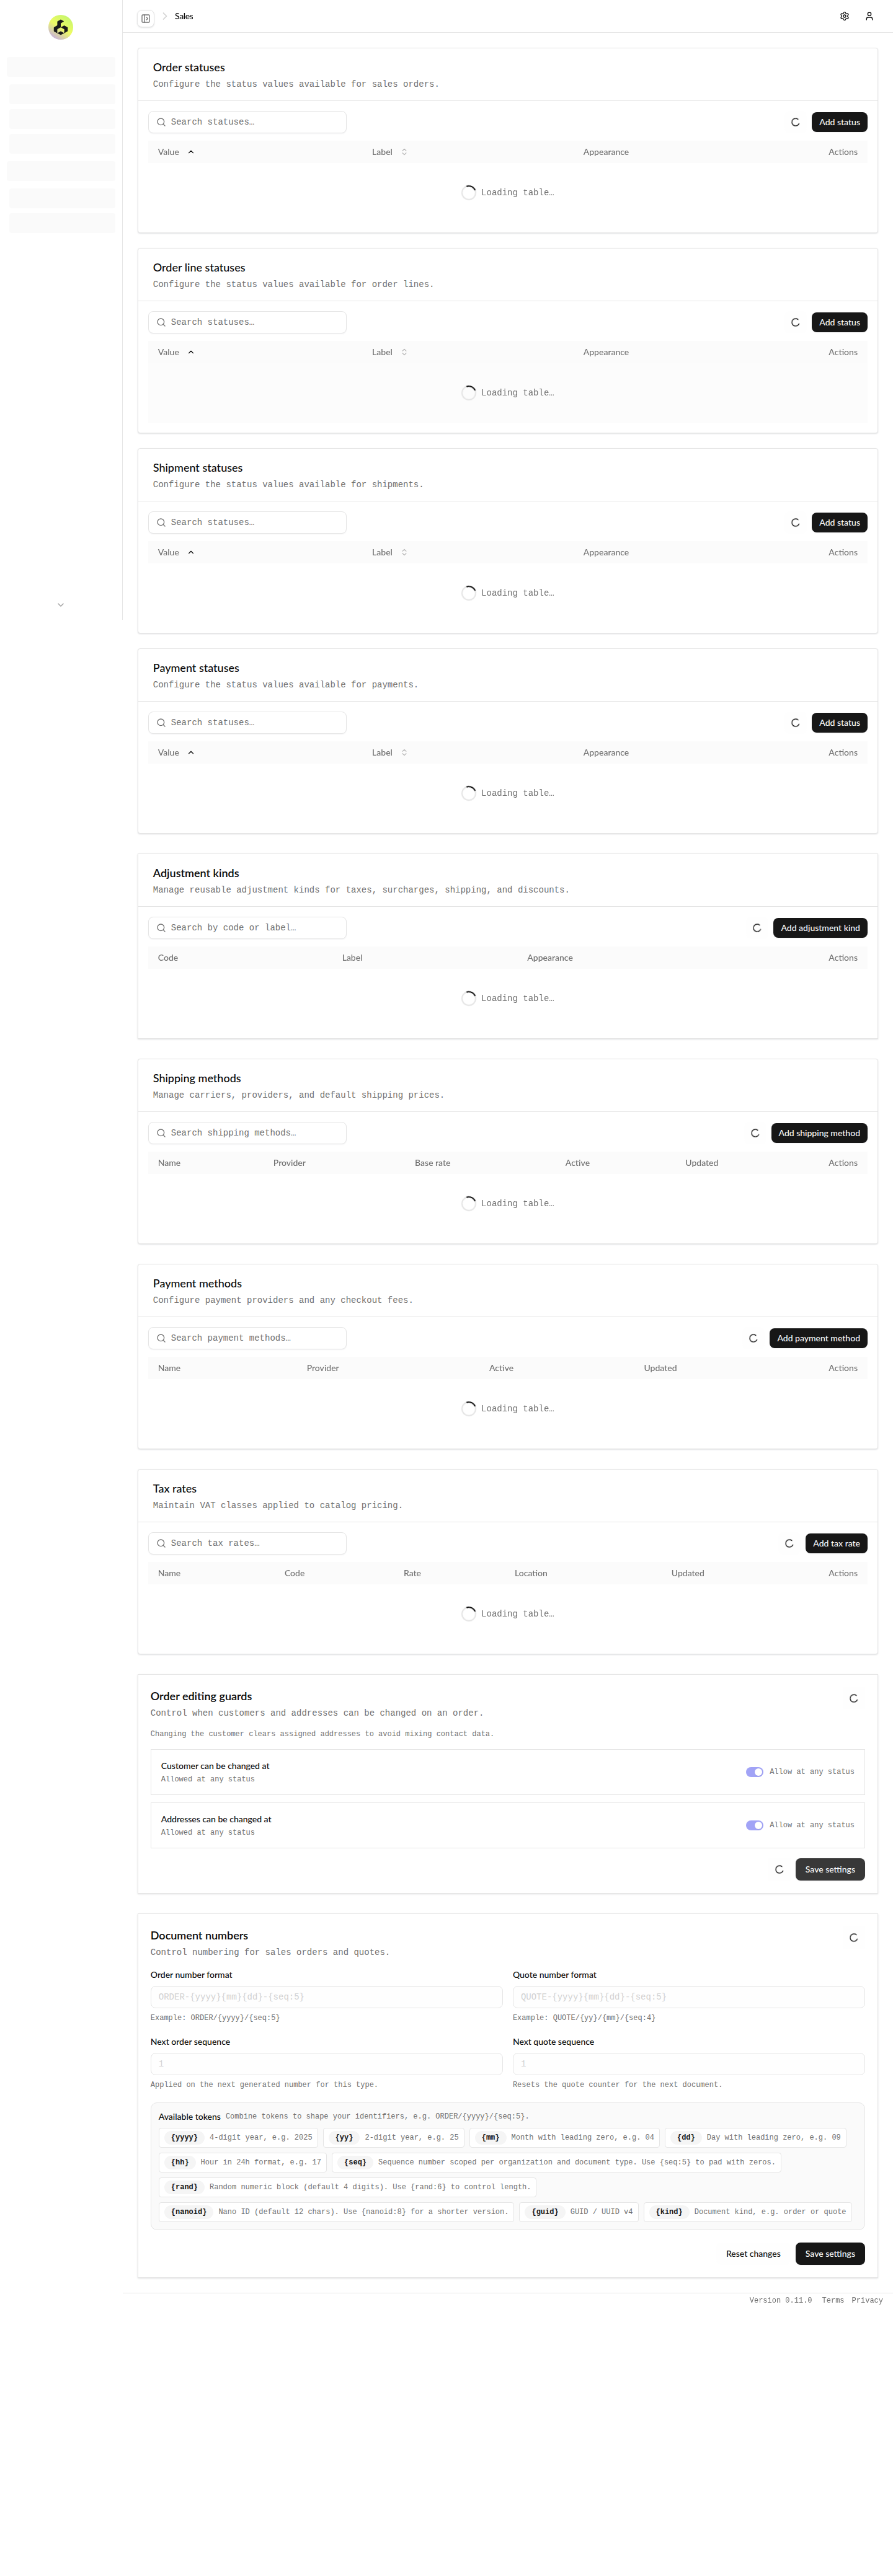 Sales
Order statuses
Configure the status values available for sales orders.
Search statuses…
Add status
Value Label Appearance Actions
Loading table…
Order line statuses
Configure the status values available for order lines.
Search statuses…
Add status
Value Label Appearance Actions
Loading table…
Shipment statuses
Configure the status values available for shipments.
Search statuses…
Add status
Value Label Appearance Actions
Loading table…
Payment statuses
Configure the status values available for payments.
Search statuses…
Add status
Value Label Appearance Actions
Loading table…
Adjustment kinds
Manage reusable adjustment kinds for taxes, surcharges, shipping, and discounts.
Search by code or label…
Add adjustment kind
Code Label Appearance Actions
Loading table…
Shipping methods
Manage carriers, providers, and default shipping prices.
Search shipping methods…
Add shipping method
Name Provider Base rate Active Updated Actions
Loading table…
Payment methods
Configure payment providers and any checkout fees.
Search payment methods…
Add payment method
Name Provider Active Updated Actions
Loading table…
Tax rates
Maintain VAT classes applied to catalog pricing.
Search tax rates…
Add tax rate
Name Code Rate Location Updated Actions
Loading table…
Order editing guards
Control when customers and addresses can be changed on an order.
Changing the customer clears assigned addresses to avoid mixing contact data.
Customer can be changed at
Allowed at any status
Allow at any status
Addresses can be changed at
Allowed at any status
Allow at any status
Save settings
Document numbers
Control numbering for sales orders and quotes.
Order number format
ORDER-{yyyy}{mm}{dd}-{seq:5}
Example: ORDER/{yyyy}/{seq:5}
Quote number format
QUOTE-{yyyy}{mm}{dd}-{seq:5}
Example: QUOTE/{yy}/{mm}/{seq:4}
Next order sequence
1
Applied on the next generated number for this type.
Next quote sequence
1
Resets the quote counter for the next document.
Available tokens Combine tokens to shape your identifiers, e.g. ORDER/{yyyy}/{seq:5}.
{yyyy} 4-digit year, e.g. 2025 {yy} 2-digit year, e.g. 25 {mm} Month with leading zero, e.g. 04 {dd} Day with leading zero, e.g. 09
{hh} Hour in 24h format, e.g. 17 {seq} Sequence number scoped per organization and document type. Use {seq:5} to pad with zeros.
{rand} Random numeric block (default 4 digits). Use {rand:6} to control length.
{nanoid} Nano ID (default 12 chars). Use {nanoid:8} for a shorter version. {guid} GUID / UUID v4 {kind} Document kind, e.g. order or quote
Reset changes Save settings
Version 0.11.0 Terms Privacy